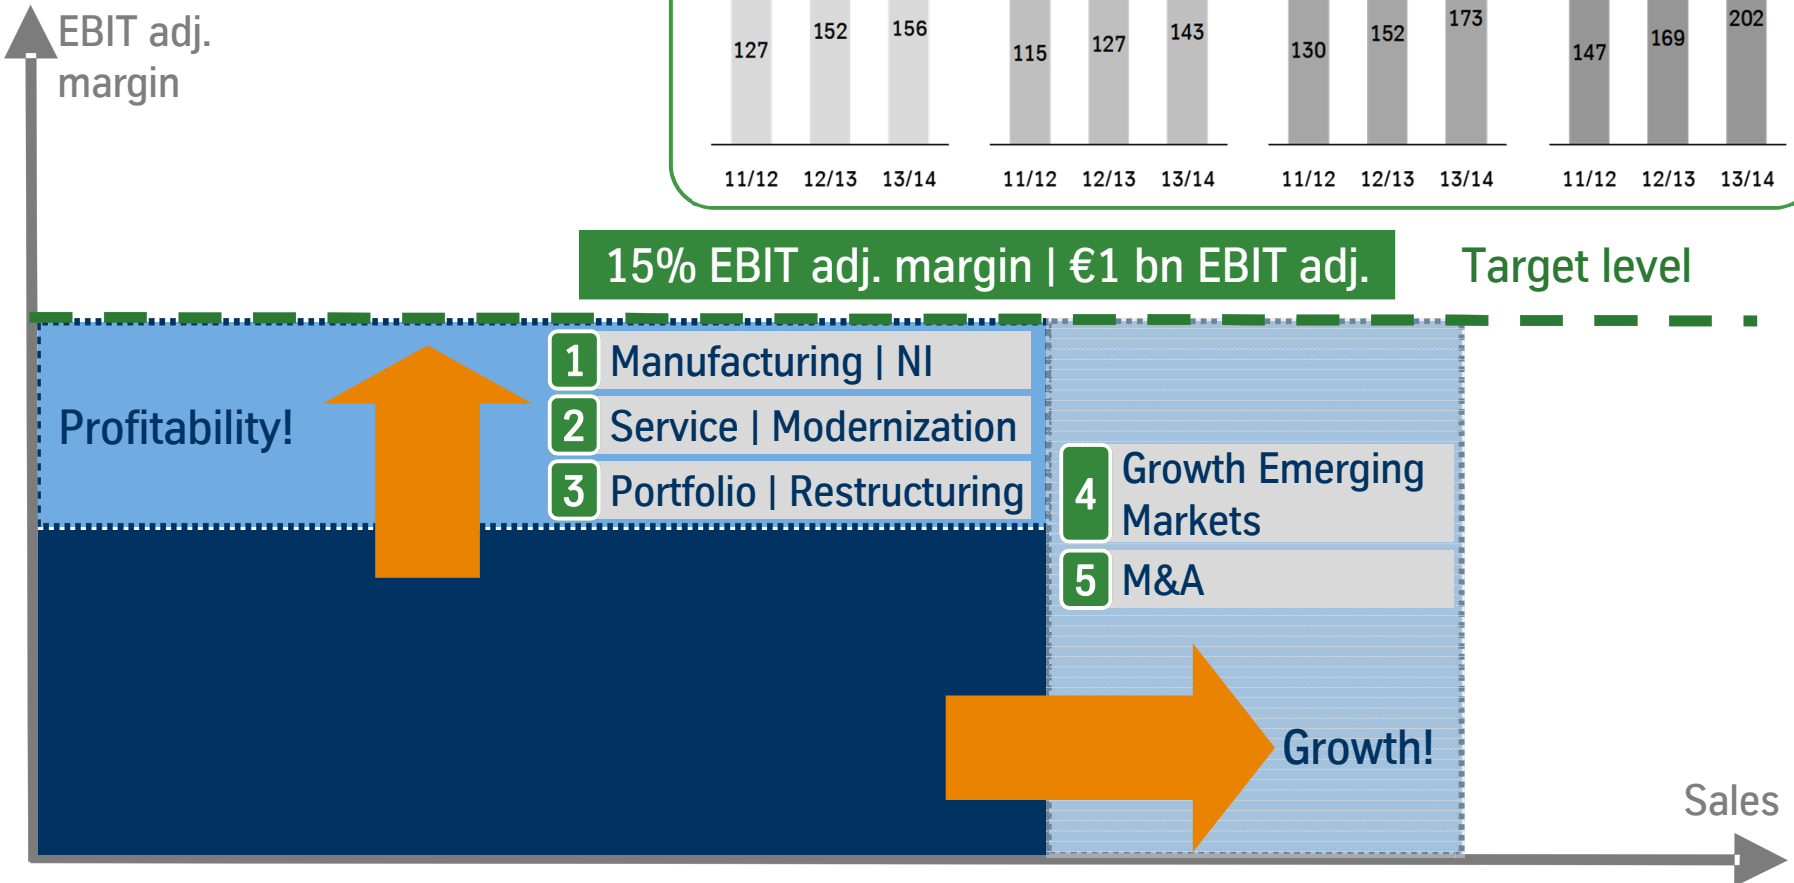 EBIT adj.
margin
127 152 156 115 127 143 130 152 173 147 169 202
11/12 12/13 13/14 11/12 12/13 13/14 11/12 12/13 13/14 11/12 12/13 13/14
15% EBIT adj. margin | €1 bn EBIT adj.
Target level
Profitability!
1 Manufacturing | NI
2 Service | Modernization
3 Portfolio | Restructuring
4 Growth Emerging
Markets
5 M&A
Growth!
Sales